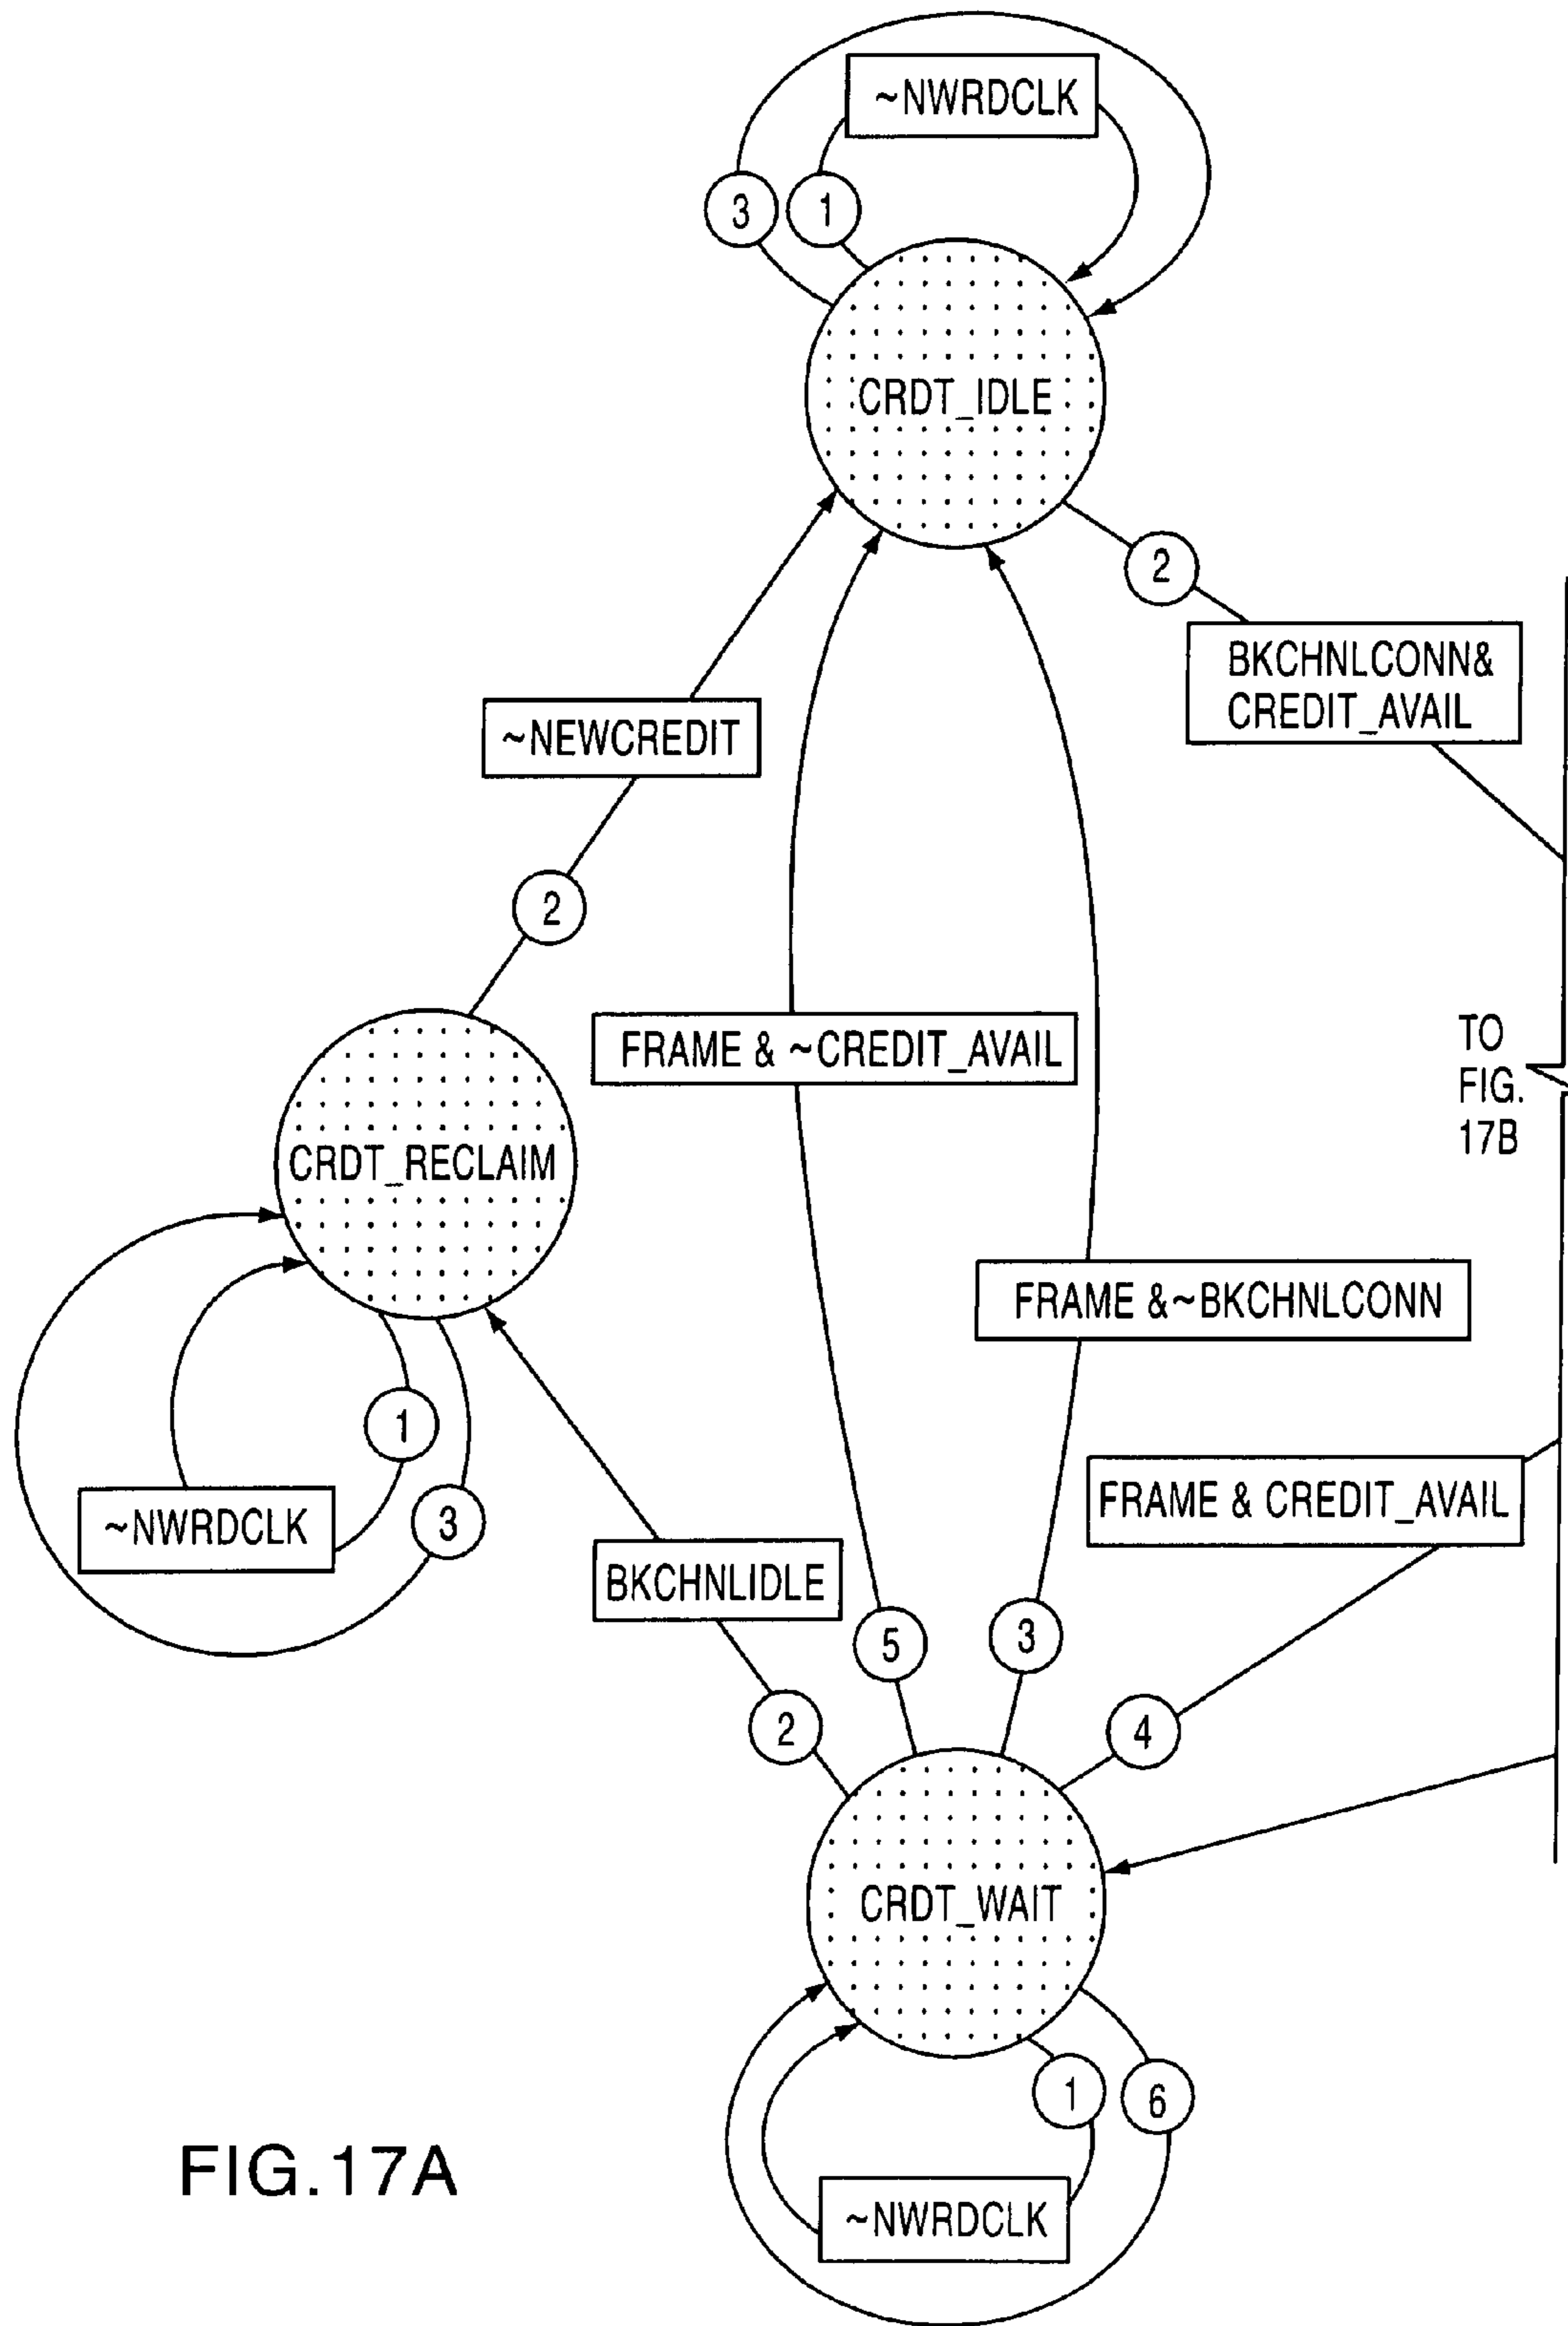 ~NWRDCLK
3
1
CRDT_IDLE
2
BKCHNLCONN&
CREDIT_AVAIL
~NEWCREDIT
2
FRAME & ~CREDIT_AVAIL
TO
FIG.
17B
CRDT_RECLAIM
FRAME &~BKCHNLCONN
1
FRAME & CREDIT_AVAIL
~NWRDCLK
3
BKCHNLIDLE
5
3
2
4
CRDT_WAIT
1
6
FIG.17A
~NWRDCLK